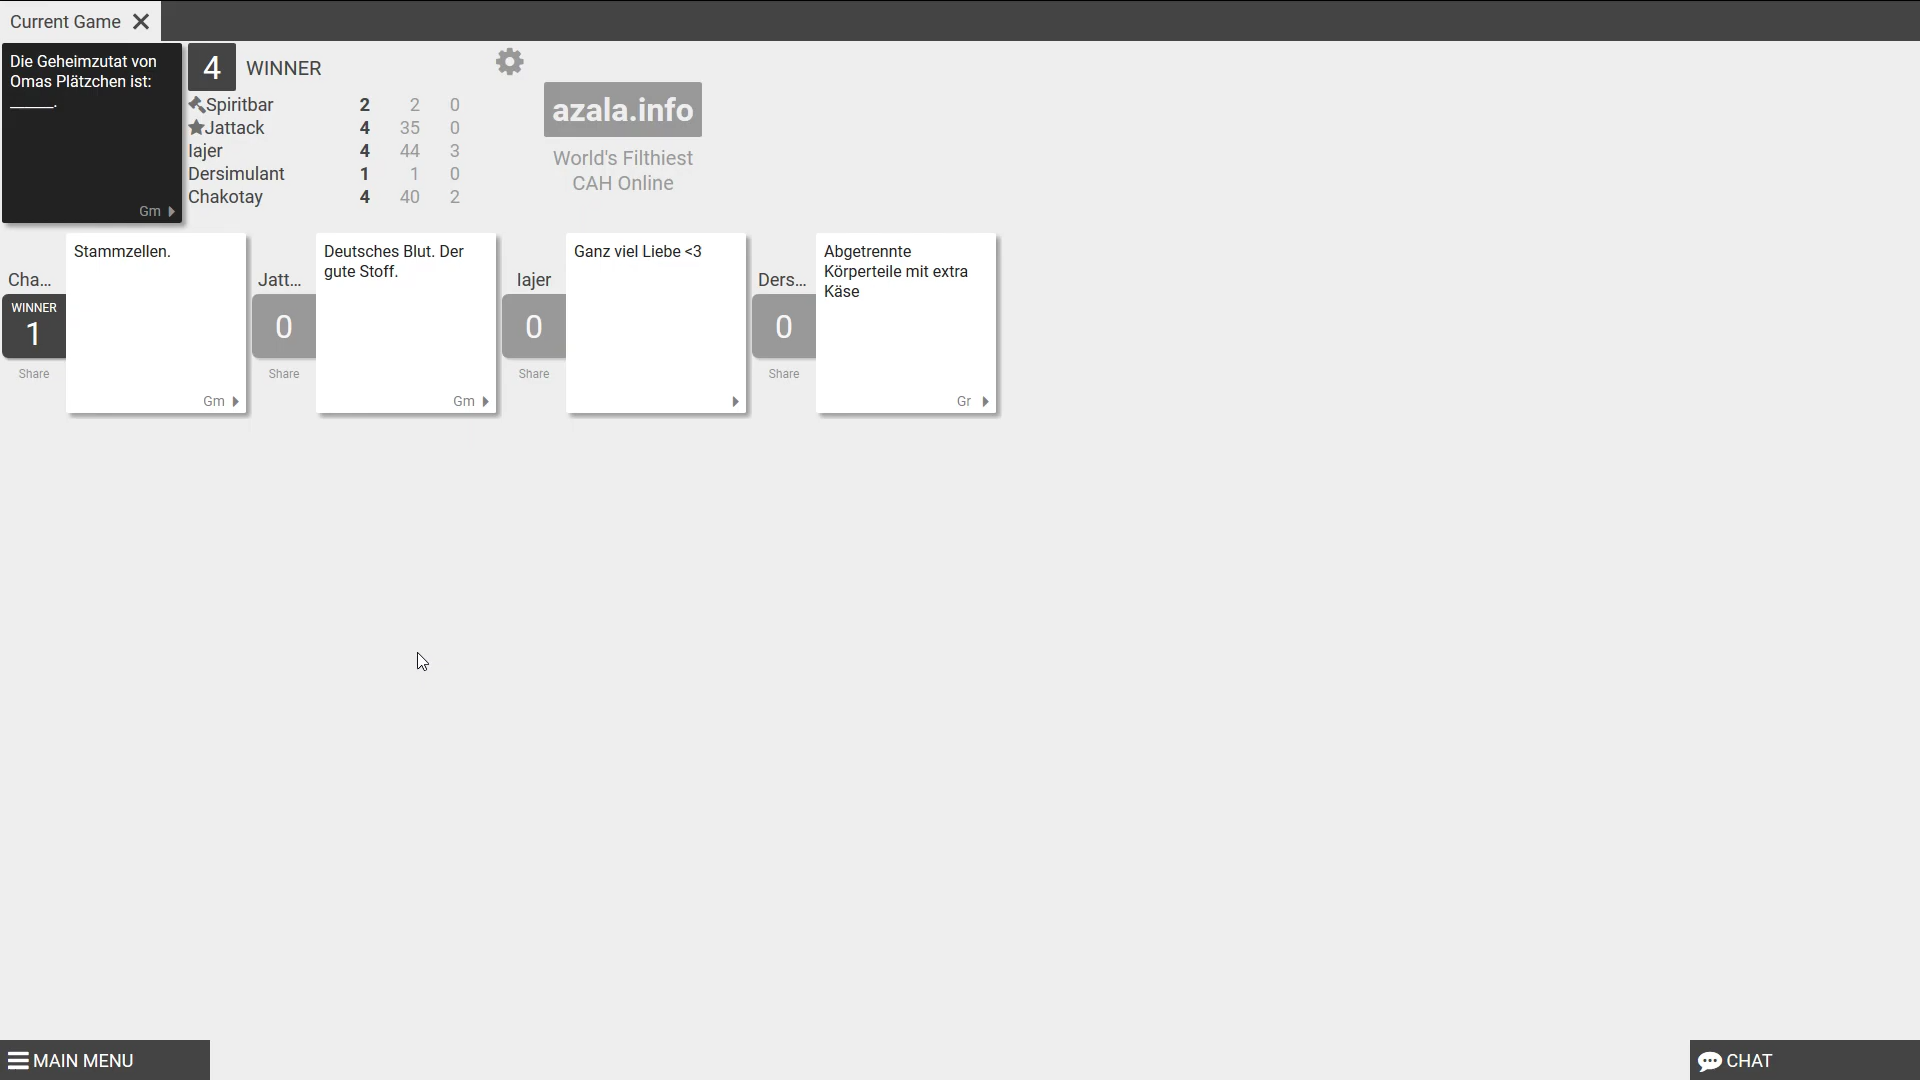 Current Game
Die Geheimzutat von
Omas Plätzchen ist:
_____.
Gm
4 WINNER
Spiritbar 2 2 0
Jattack 4 35 0
Iajer 4 44 3
Dersimulant 1 1 0
Chakotay 4 40 2
azala.info
World's Filthiest
CAH Online
Cha...
WINNER
1
Share
Stammzellen.
Gm
Jatt...
0
Share
Deutsches Blut. Der
gute Stoff.
Gm
Iajer
0
Share
Ganz viel Liebe <3
Ders...
0
Share
Abgetrennte
Körperteile mit extra
Käse
Gr
MAIN MENU
CHAT